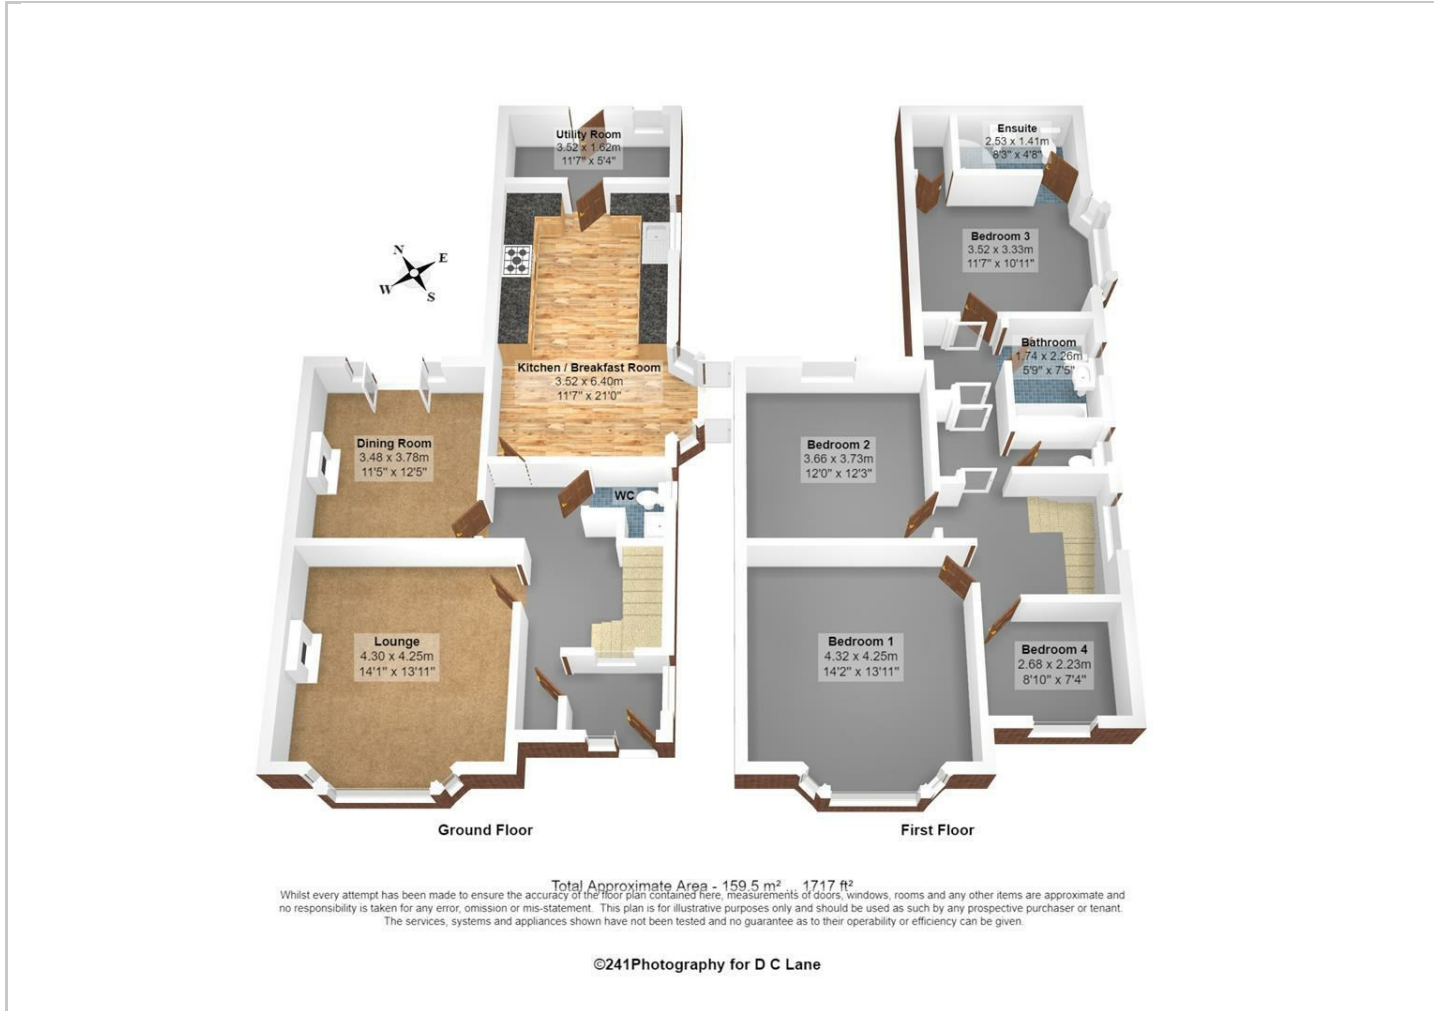 Utility Room
3.52 x 1.62m
11'7" x 5'4"
Ensuite
2.53 x 1.41m
8'3" x 4'8"
Bedroom 3
3.52 x 3.33m
11'7" x 10'11"
N
E
W
S
Kitchen / Breakfast Room
3.52 x 6.40m
11'7" x 21'0"
Bathroom
1.74 x 2.26m
5'9" x 7'5"
Dining Room
3.48 x 3.78m
11'5" x 12'5"
Bedroom 2
3.66 x 3.73m
12'0" x 12'3"
WC
Lounge
4.30 x 4.25m
14'1" x 13'11"
Bedroom 1
4.32 x 4.25m
14'2" x 13'11"
Bedroom 4
2.68 x 2.23m
8'10" x 7'4"
Ground Floor
First Floor
Total Approximate Area - 159.5 m² ... 1717 ft²
Whilst every attempt has been made to ensure the accuracy of the floor plan contained here, measurements of doors, windows, rooms and any other items are approximate and
no responsibility is taken for any error, omission or mis-statement. This plan is for illustrative purposes only and should be used as such by any prospective purchaser or tenant.
The services, systems and appliances shown have not been tested and no guarantee as to their operability or efficiency can be given.
©241Photography for D C Lane